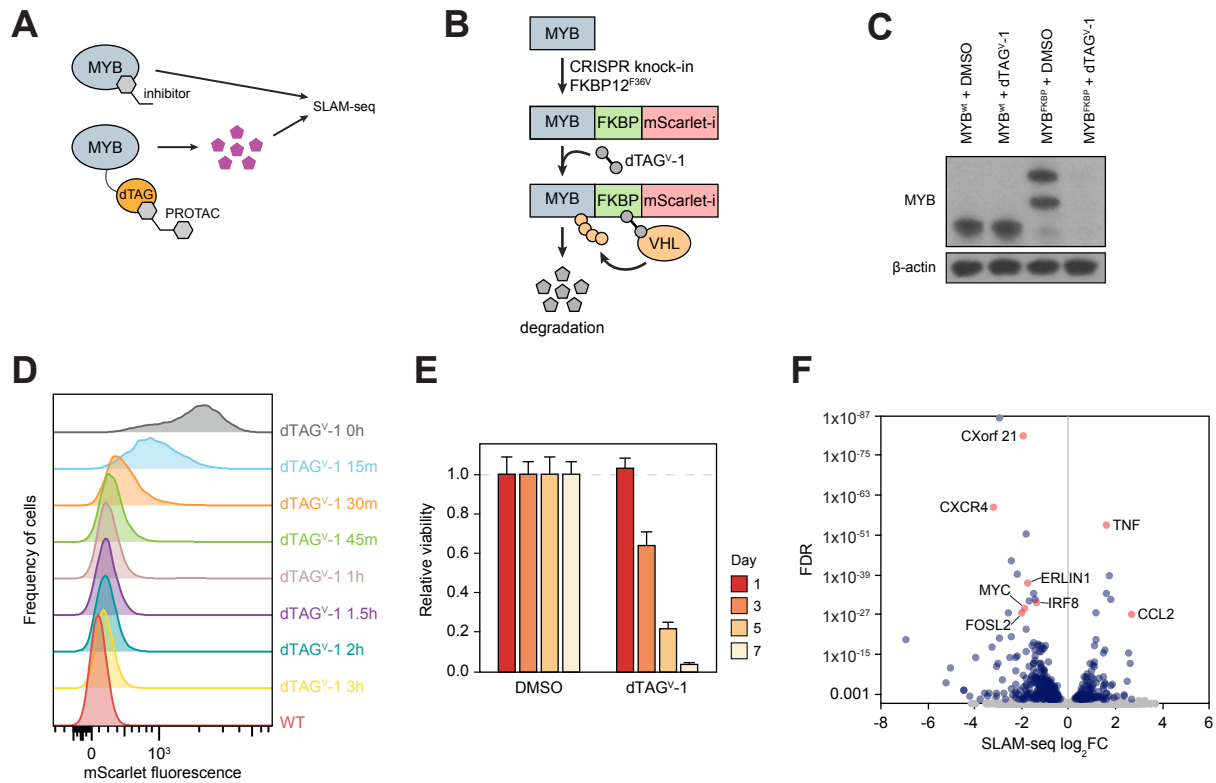 A
MYB
inhibitor
SLAM-seq
MYB
dTAG
PROTAC
B
MYB
CRISPR knock-in
FKBP12F36V
MYB FKBP mScarlet-i
dTAGV-1
MYB FKBP mScarlet-i
VHL
degradation
C
MYBwt + DMSO
MYBwt + dTAGV-1
MYBFKBP + DMSO
MYBFKBP + dTAGV-1
MYB
β-actin
D
Frequency of cells
dTAGV-1 0h
dTAGV-1 15m
dTAGV-1 30m
dTAGV-1 45m
dTAGV-1 1h
dTAGV-1 1.5h
dTAGV-1 2h
dTAGV-1 3h
WT
0 10³
mScarlet fluorescence
E
Relative viability
1.0
0.8
0.6
0.4
0.2
0.0
DMSO dTAGV-1
Day
1
3
5
7
F
FDR
1x10-87
1x10-75
1x10-63
1x10-51
1x10-39
1x10-27
1x10-15
0.001
CXorf 21
CXCR4
TNF
ERLIN1
MYC
IRF8
FOSL2
CCL2
-8 -6 -4 -2 0 2 4 6
SLAM-seq log2FC